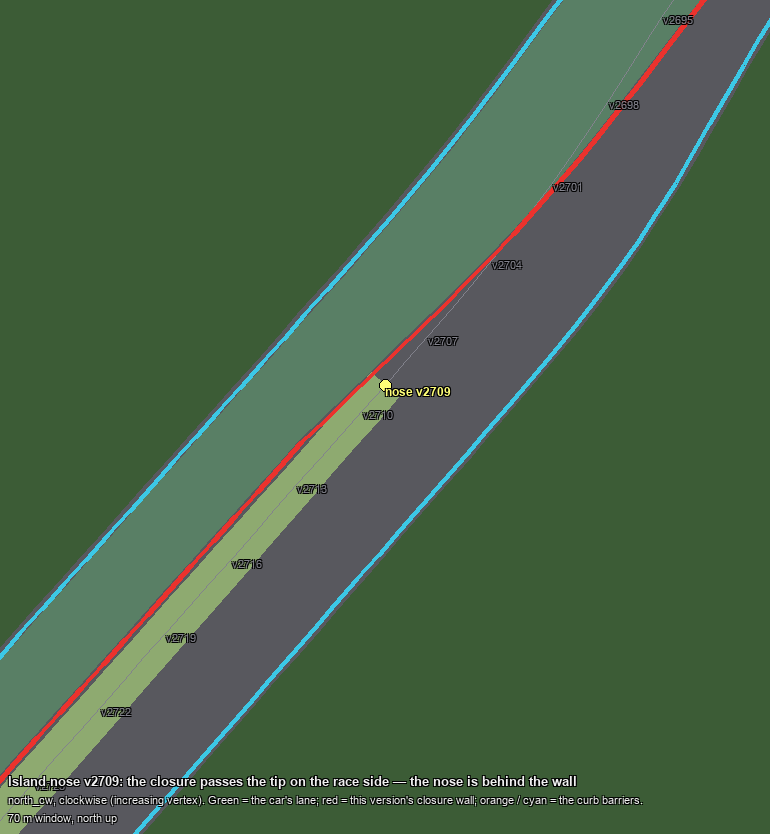 v2695
v2698
v2701
v2704
v2707
nose v2709
v2710
v2713
v2716
v2719
v2722
Island nose v2709: the closure passes the tip on the race side — the nose is behind the wall
north_cw, clockwise (increasing vertex). Green = the car's lane; red = this version's closure wall; orange / cyan = the curb barriers.
70 m window, north up